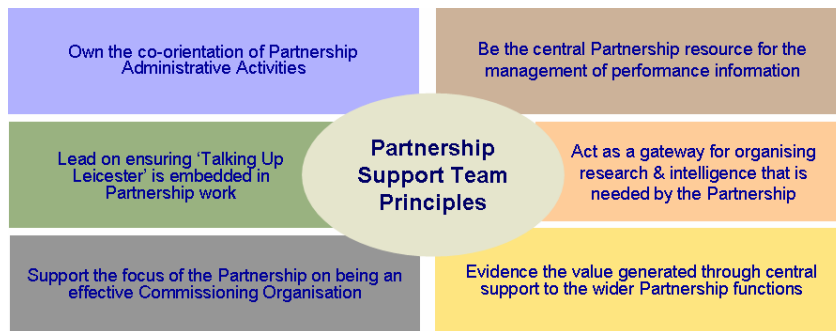 Own the co-orientation of Partnership
Administrative Activities
Be the central Partnership resource for the
management of performance information
Lead on ensuring 'Talking Up
Leicester' is embedded in
Partnership work
Partnership
Support Team
Principles
Act as a gateway for organising
research & intelligence that is
needed by the Partnership
Support the focus of the Partnership on being an
effective Commissioning Organisation
Evidence the value generated through central
support to the wider Partnership functions